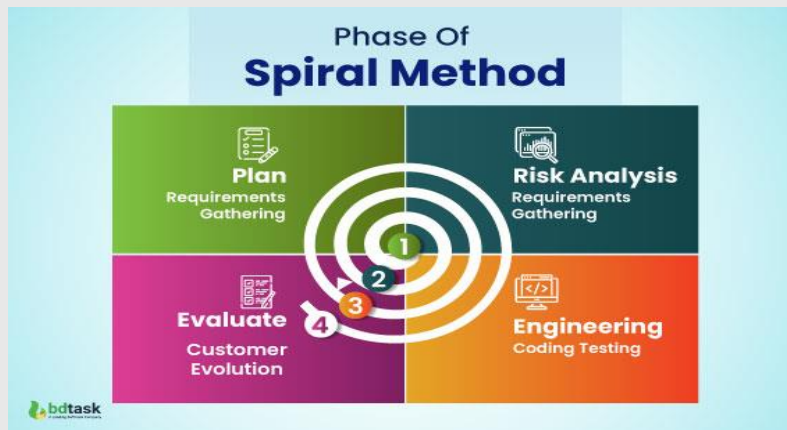 Phase Of
Spiral Method
Plan
Requirements
Gathering
Risk Analysis
Requirements
Gathering
1
2
3
4
Evaluate
Customer
Evolution
</>
Engineering
Coding Testing
bdtask